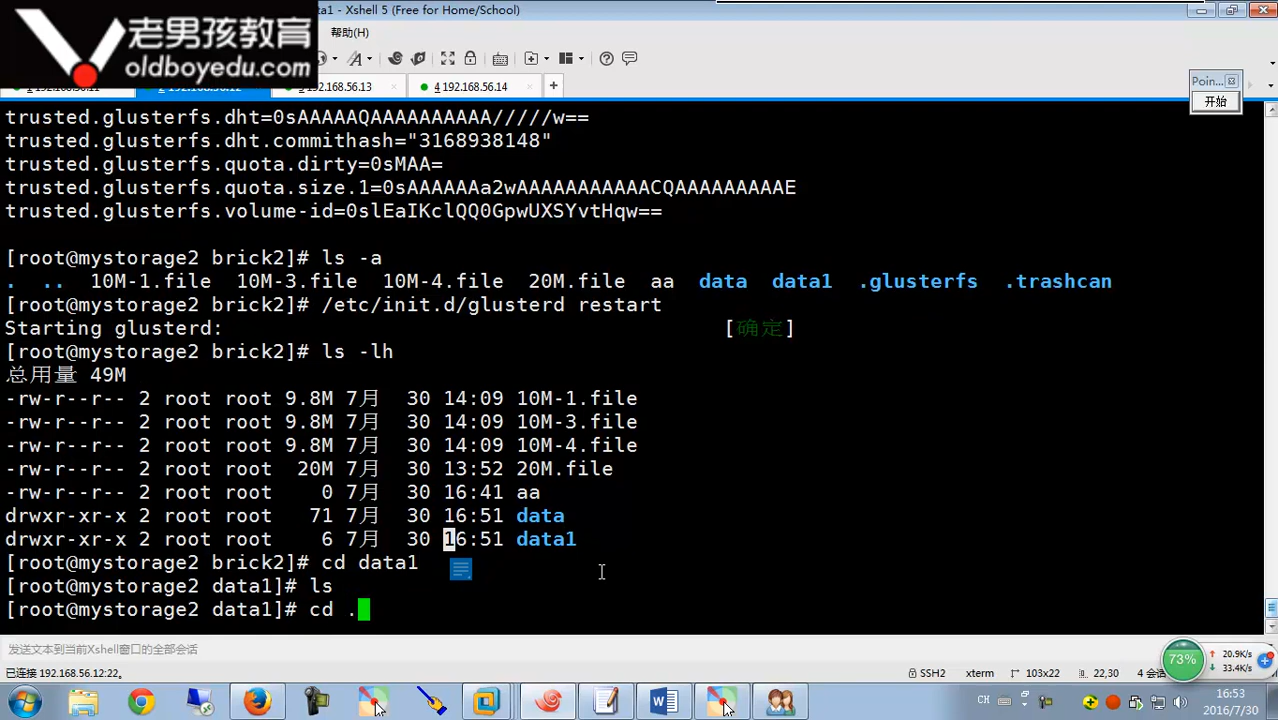 老男孩教育
oldboyedu.com
ta1 - Xshell 5 (Free for Home/School)
帮助(H)
192.168.56.13
4 192.168.56.14
+
Poin...
开始
trusted.glusterfs.dht=0sAAAAAQAAAAAAAAAA/////w==
trusted.glusterfs.dht.commithash="3168938148"
trusted.glusterfs.quota.dirty=0sMAA=
trusted.glusterfs.quota.size.1=0sAAAAAAa2wAAAAAAAAAAACQAAAAAAAAAE
trusted.glusterfs.volume-id=0slEaIKclQQ0GpwUXSYvtHqw==
[root@mystorage2 brick2]# ls -a
. .. 10M-1.file 10M-3.file 10M-4.file 20M.file aa data data1 .glusterfs .trashcan
[root@mystorage2 brick2]# /etc/init.d/glusterd restart
Starting glusterd: [确定]
[root@mystorage2 brick2]# ls -lh
总用量 49M
-rw-r--r-- 2 root root 9.8M 7月 30 14:09 10M-1.file
-rw-r--r-- 2 root root 9.8M 7月 30 14:09 10M-3.file
-rw-r--r-- 2 root root 9.8M 7月 30 14:09 10M-4.file
-rw-r--r-- 2 root root 20M 7月 30 13:52 20M.file
-rw-r--r-- 2 root root 0 7月 30 16:41 aa
drwxr-xr-x 2 root root 71 7月 30 16:51 data
drwxr-xr-x 2 root root 6 7月 30 16:51 data1
[root@mystorage2 brick2]# cd data1
[root@mystorage2 data1]# ls
[root@mystorage2 data1]# cd .
发送文本到当前Xshell窗口的全部会话
已连接 192.168.56.12:22。
SSH2
xterm
103x22
22,30
4 会话
73%
20.9K/s
33.4K/s
CH
16:53
2016/7/30